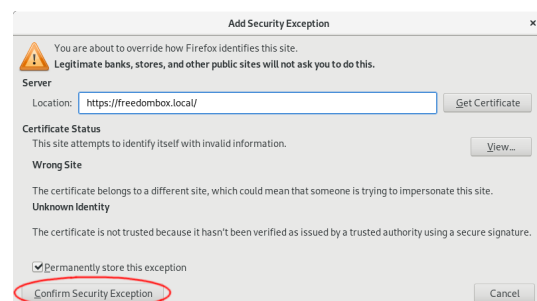 Add Security Exception
You are about to override how Firefox identifies this site.
Legitimate banks, stores, and other public sites will not ask you to do this.
Server
Location: https://freedombox.local/ Get Certificate
Certificate Status
This site attempts to identify itself with invalid information. View...
Wrong Site
The certificate belongs to a different site, which could mean that someone is trying to impersonate this site.
Unknown Identity
The certificate is not trusted because it hasn't been verified as issued by a trusted authority using a secure signature.
Permanently store this exception
Confirm Security Exception Cancel